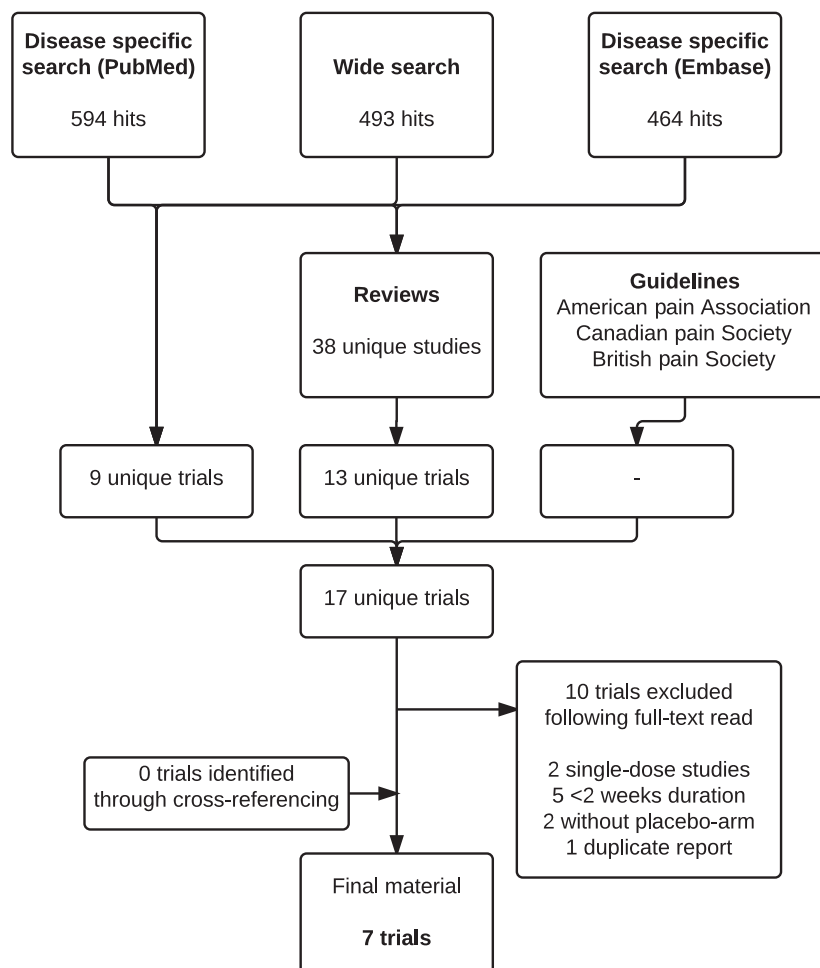 Disease specific
search (PubMed)
594 hits
Wide search
493 hits
Disease specific
search (Embase)
464 hits
Reviews
38 unique studies
Guidelines
American pain Association
Canadian pain Society
British pain Society
9 unique trials
13 unique trials
-
17 unique trials
10 trials excluded
following full-text read
2 single-dose studies
5 <2 weeks duration
2 without placebo-arm
1 duplicate report
0 trials identified
through cross-referencing
Final material
7 trials